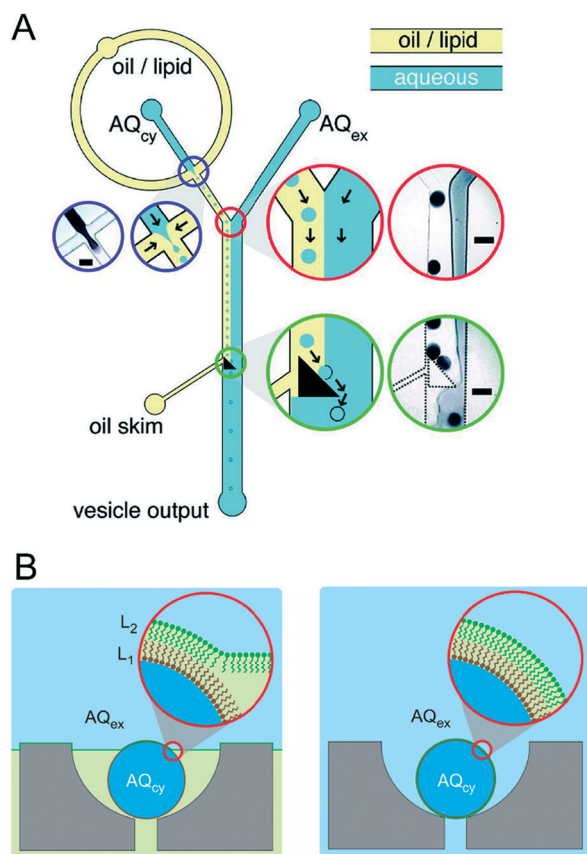 A
oil / lipid
aqueous
oil / lipid
AQcy
AQex
oil skim
vesicle output
B
L2
L1
AQex
AQcy
AQex
AQcy